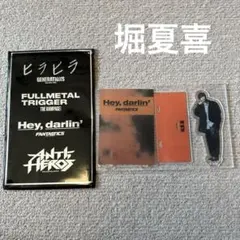 堀夏喜
ヒラヒラ
GENERATIONS
FULLMETAL
TRIGGER
THE RAMPAGE
Hey, darlin'
FANTASTICS
ANTI-
HEROS
Hey, darlin'
FANTASTICS